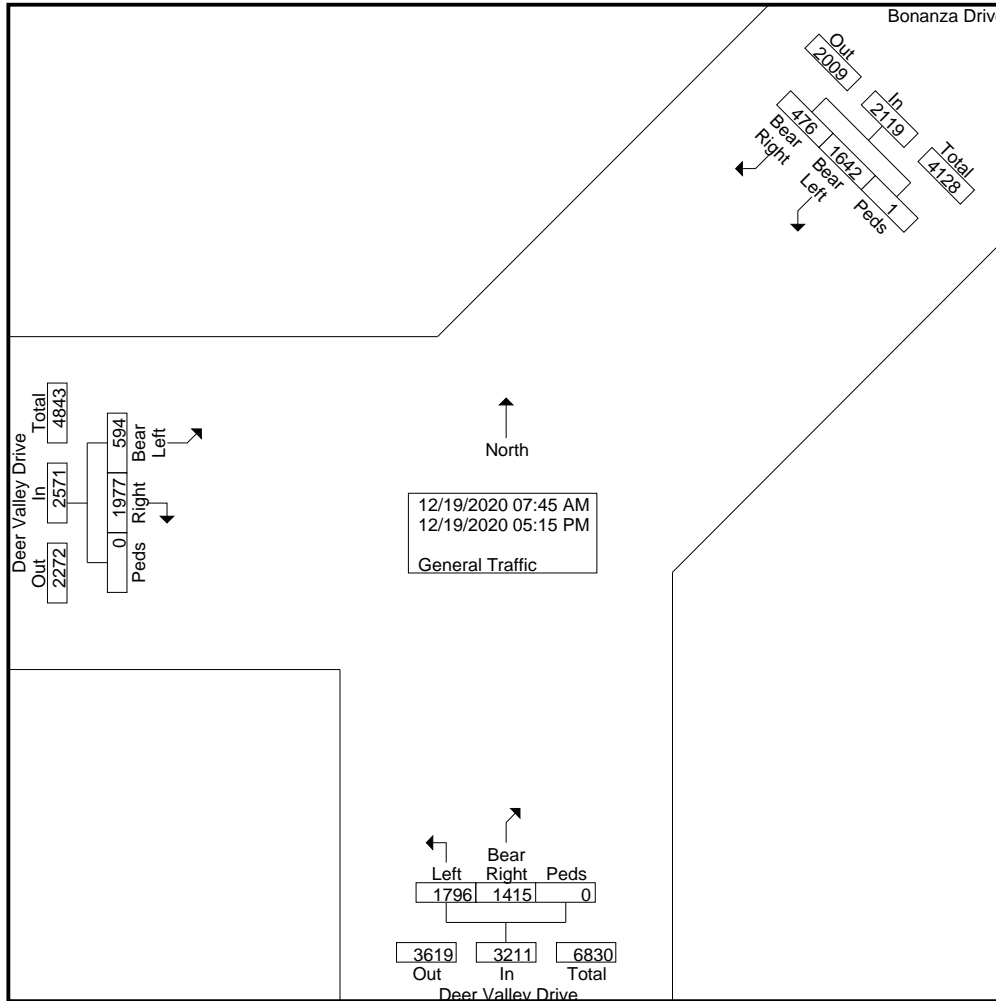 Bonanza Driv
Out
2009
In
2119
Total
4128
476
1642
1
Bear
Right
Bear
Left
Peds
Deer Valley Drive
Total
4843
In
2571
Out
2272
594
1977
0
Bear
Left
Right
Peds
North
12/19/2020 07:45 AM
12/19/2020 05:15 PM
General Traffic
Bear
Left Right Peds
1796 1415 0
3619 3211 6830
Out In Total
Deer Valley Drive